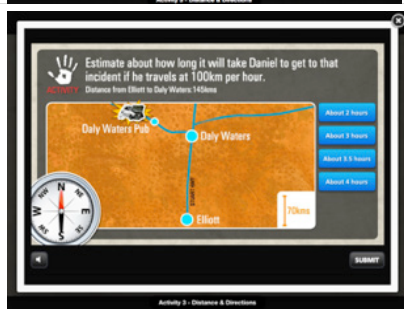 Activity 3 - Distance & Directions
Estimate about how long it will take Daniel to get to that
incident if he travels at 100km per hour.
ACTIVITY
Distance from Elliott to Daly Waters:145kms
Daly Waters Pub
Daly Waters
Elliott
70kms
N
E
S
W
About 2 hours
About 3 hours
About 3.5 hours
About 4 hours
SUBMIT
Activity 3 - Distance & Directions